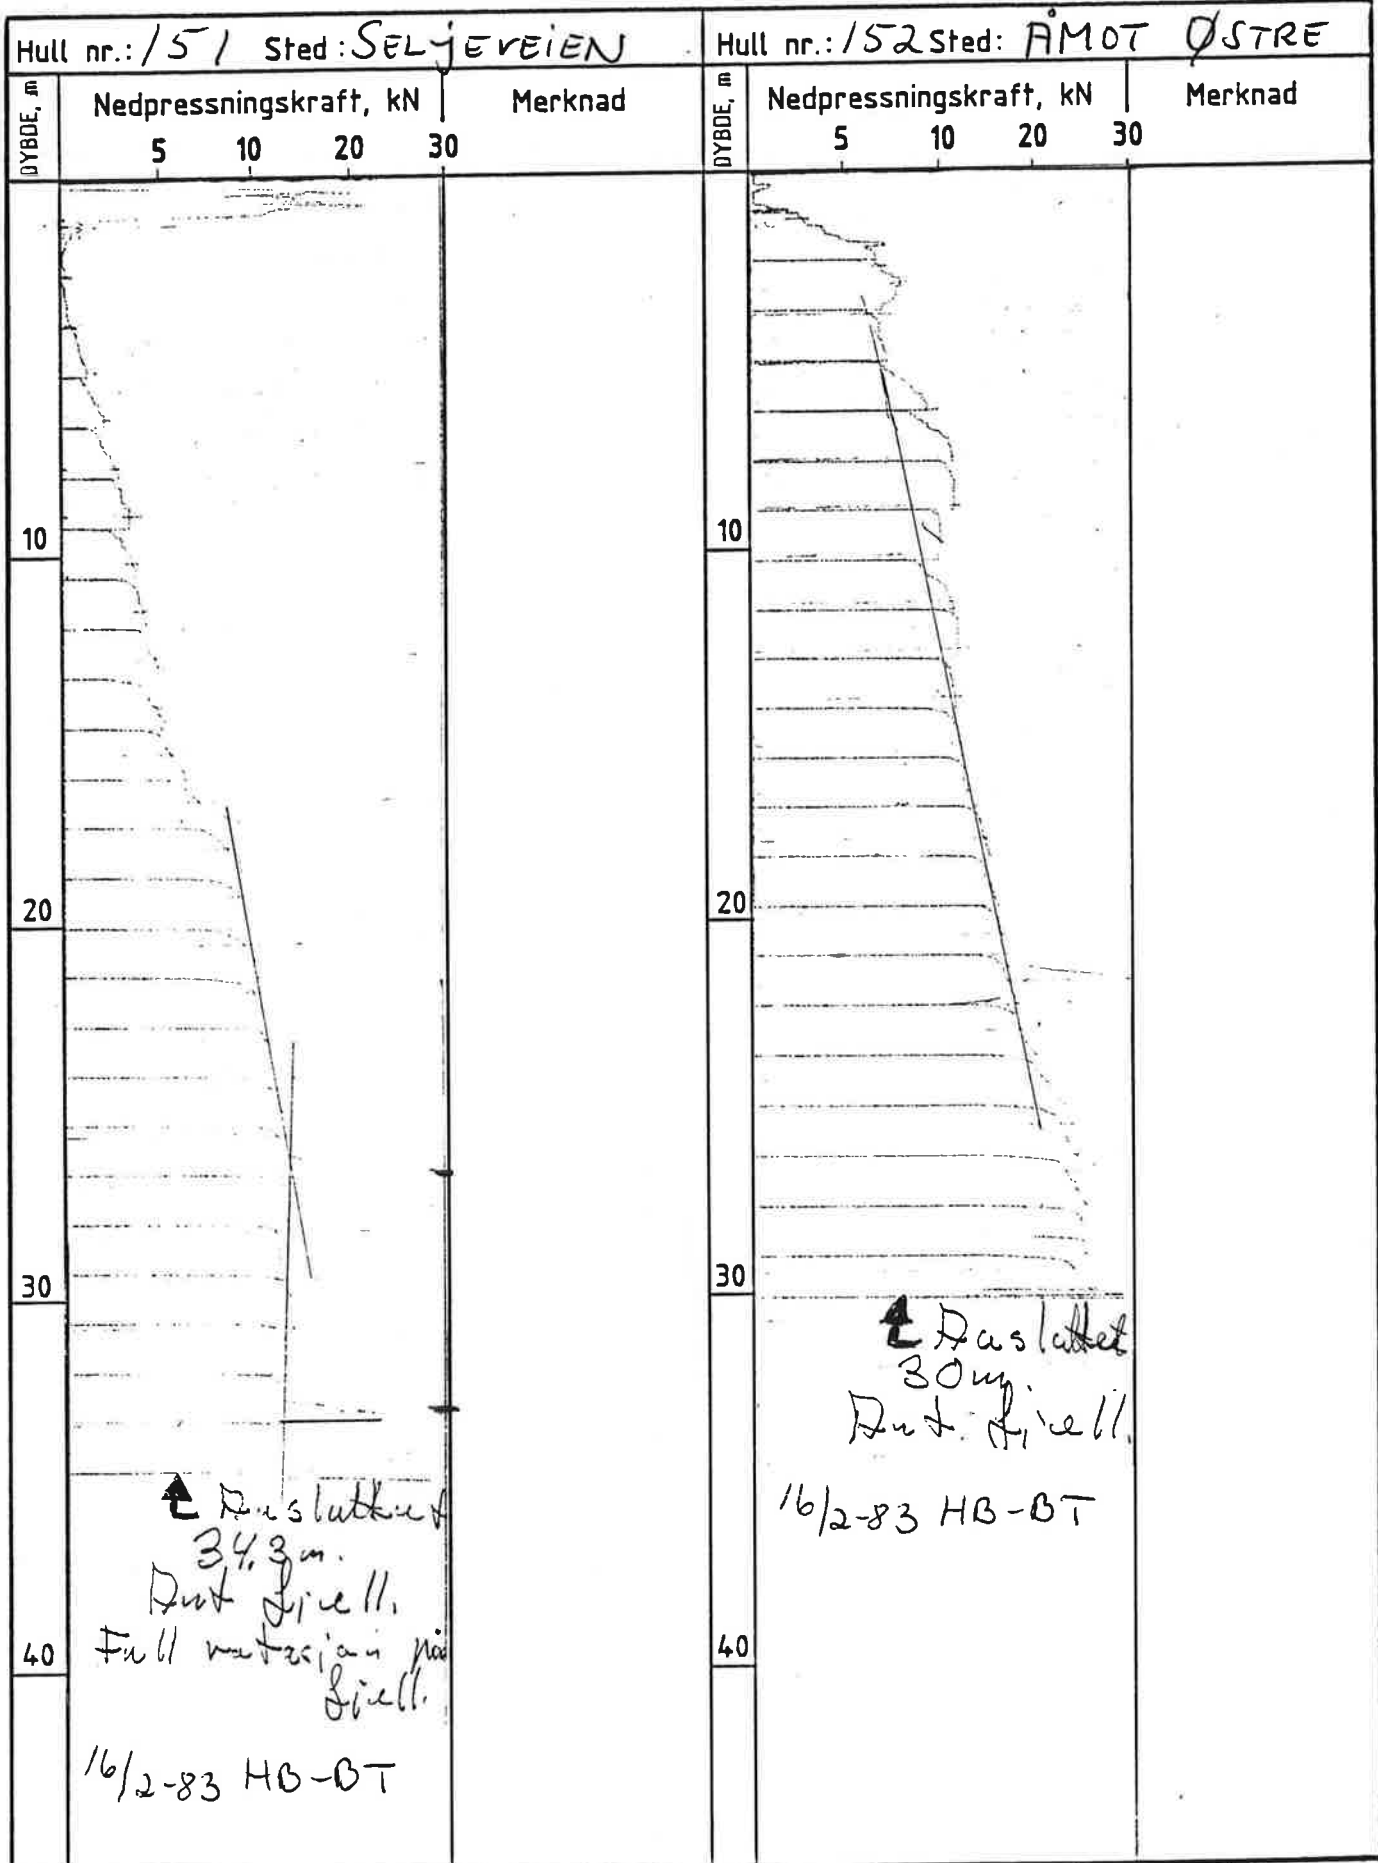 Hull nr.: 151 Sted: SELJEVEIEN
DYBDE, m
Nedpressningskraft, kN
Merknad
5 10 20 30
10
20
30
Avsluttet
34.3 m.
Ant fjell.
Full rotasjon på
fjell.
40
16/2-83 HB-BT
Hull nr.: 152 Sted: ÅMOT ØSTRE
DYBDE, m
Nedpressningskraft, kN
Merknad
5 10 20 30
10
20
30
Avsluttet
30 m.
Ant. fjell.
16/2-83 HB-BT
40